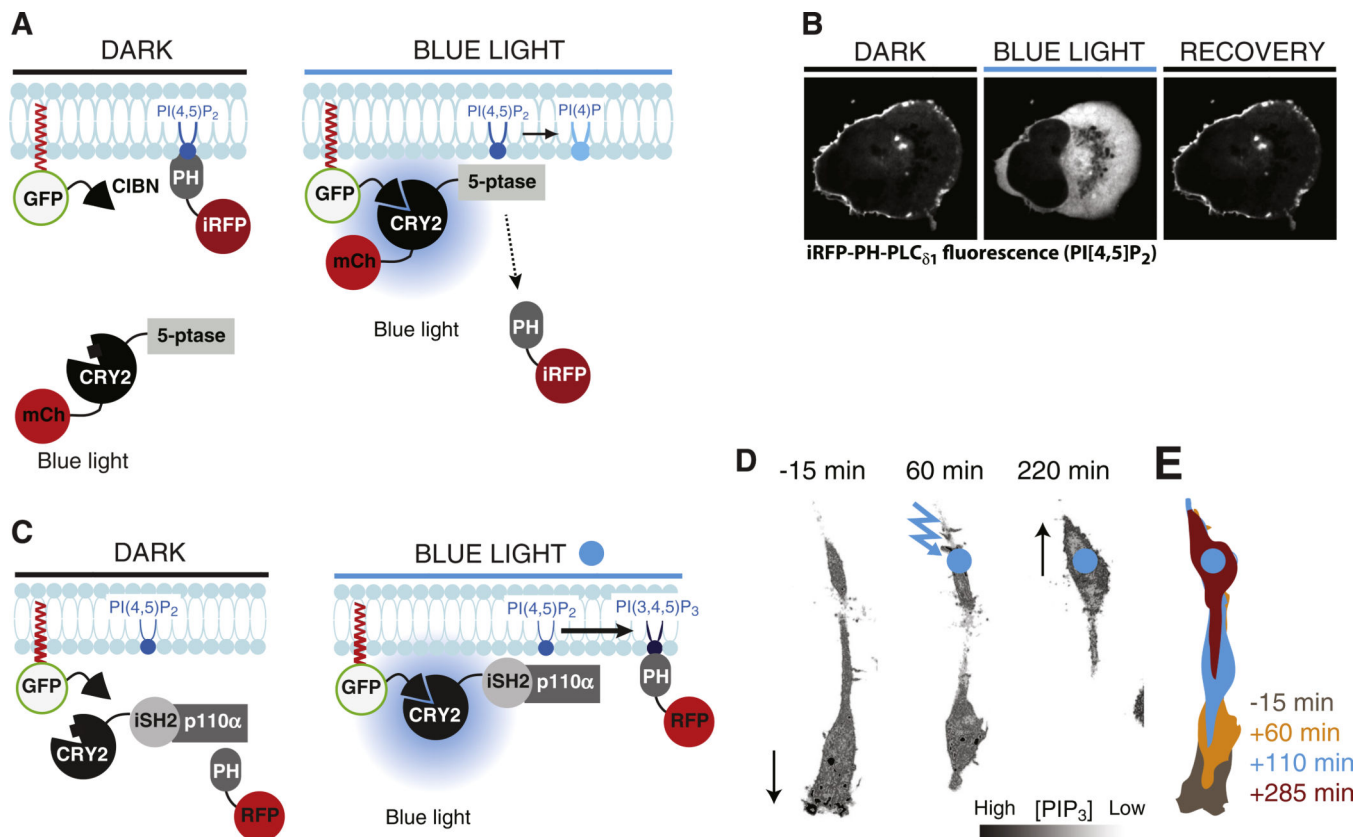 A
DARK
PI(4,5)P₂
GFP
CIBN
PH
iRFP
CRY2
5-ptase
mCh
Blue light
BLUE LIGHT
PI(4,5)P₂
PI(4)P
GFP
CRY2
5-ptase
mCh
Blue light
PH
iRFP
B
DARK
BLUE LIGHT
RECOVERY
iRFP-PH-PLCδ1 fluorescence (PI[4,5]P₂)
C
DARK
PI(4,5)P₂
GFP
CRY2
iSH2
p110α
PH
RFP
BLUE LIGHT
PI(4,5)P₂
PI(3,4,5)P₃
GFP
CRY2
iSH2
p110α
PH
RFP
Blue light
D
-15 min
60 min
220 min
High [PIP₃] Low
E
-15 min
+60 min
+110 min
+285 min